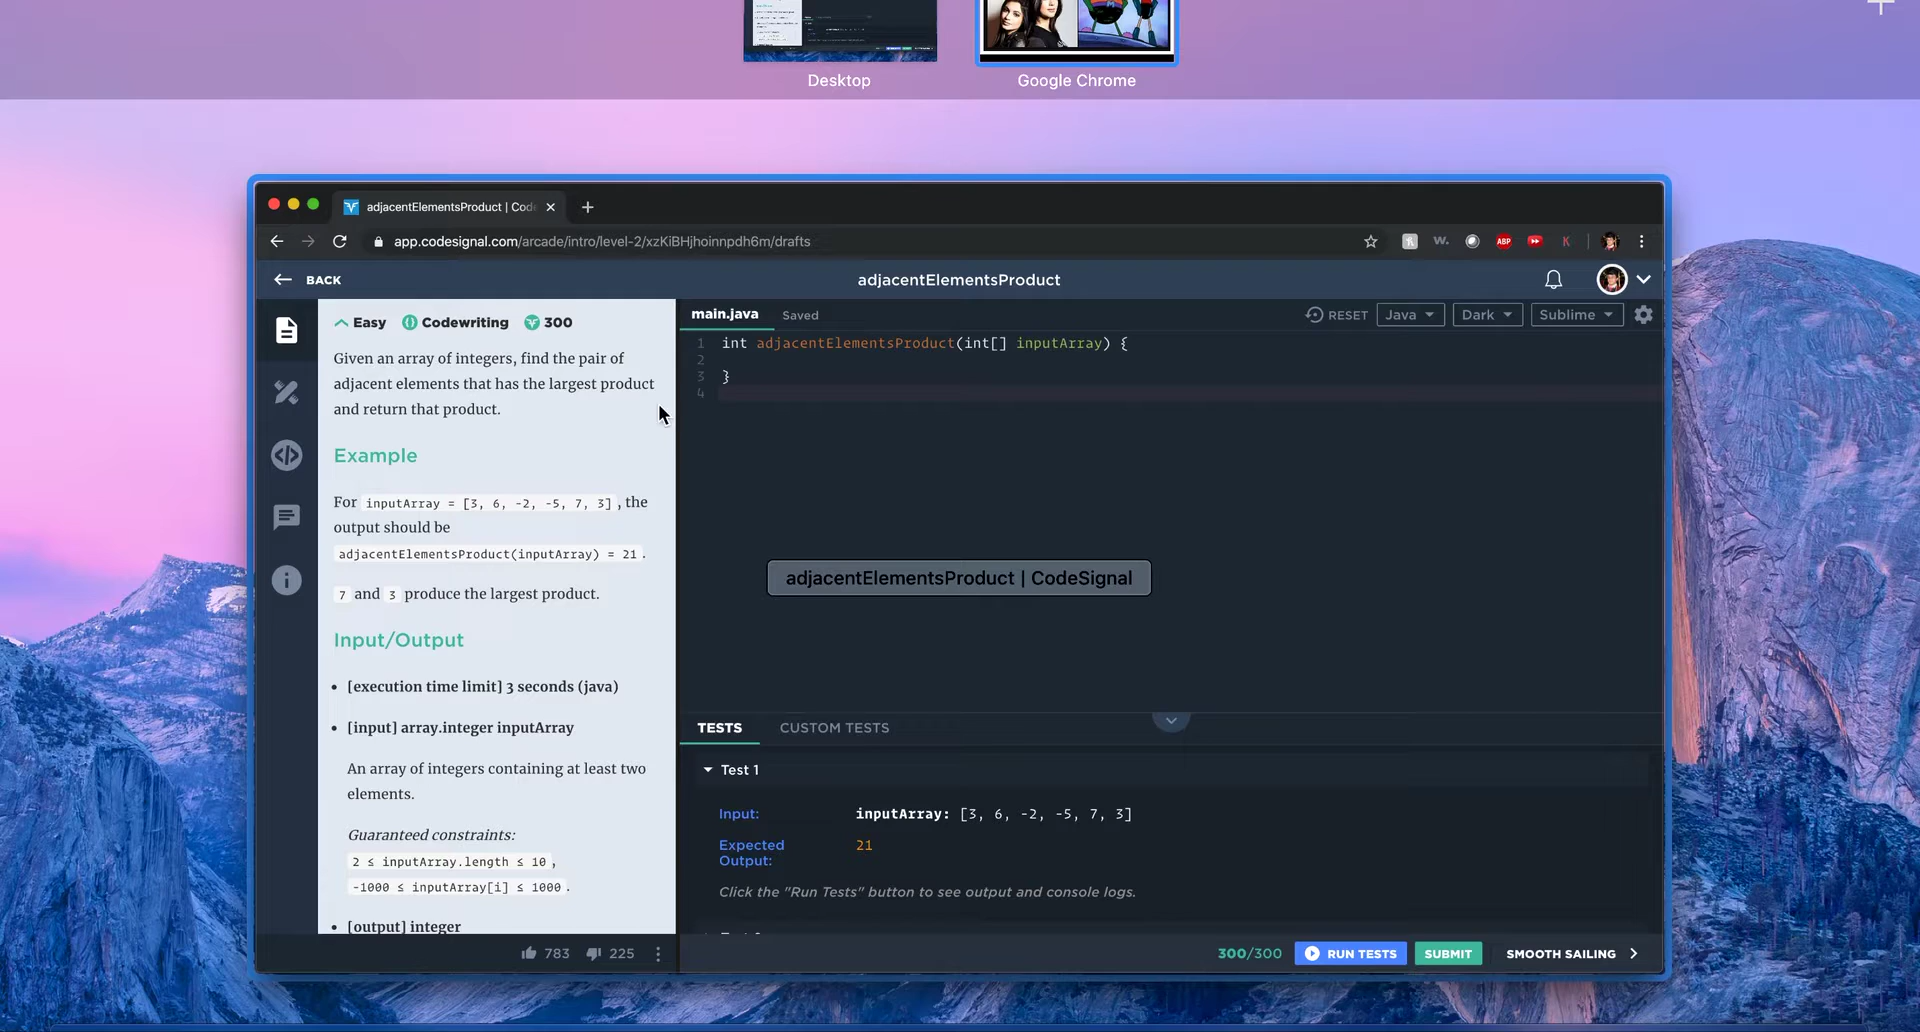 Desktop
Google Chrome
adjacentElementsProduct | Code
app.codesignal.com/arcade/intro/level-2/xzKiBHjhoinnpdh6m/drafts
W.
ABP
K
BACK
adjacentElementsProduct
Easy
Codewriting
300
Given an array of integers, find the pair of
adjacent elements that has the largest product
and return that product.
Example
For inputArray = [3, 6, -2, -5, 7, 3] , the
output should be
adjacentElementsProduct(inputArray) = 21 .
7 and 3 produce the largest product.
Input/Output
• [execution time limit] 3 seconds (java)
• [input] array.integer inputArray
An array of integers containing at least two
elements.
Guaranteed constraints:
2 ≤ inputArray.length ≤ 10 ,
-1000 ≤ inputArray[i] ≤ 1000 .
• [output] integer
783
225
main.java
Saved
RESET
Java
Dark
Sublime
1 int adjacentElementsProduct(int[] inputArray) {
2
3 }
4
adjacentElementsProduct | CodeSignal
TESTS
CUSTOM TESTS
Test 1
Input:
inputArray: [3, 6, -2, -5, 7, 3]
Expected
Output:
21
Click the "Run Tests" button to see output and console logs.
300/300
RUN TESTS
SUBMIT
SMOOTH SAILING